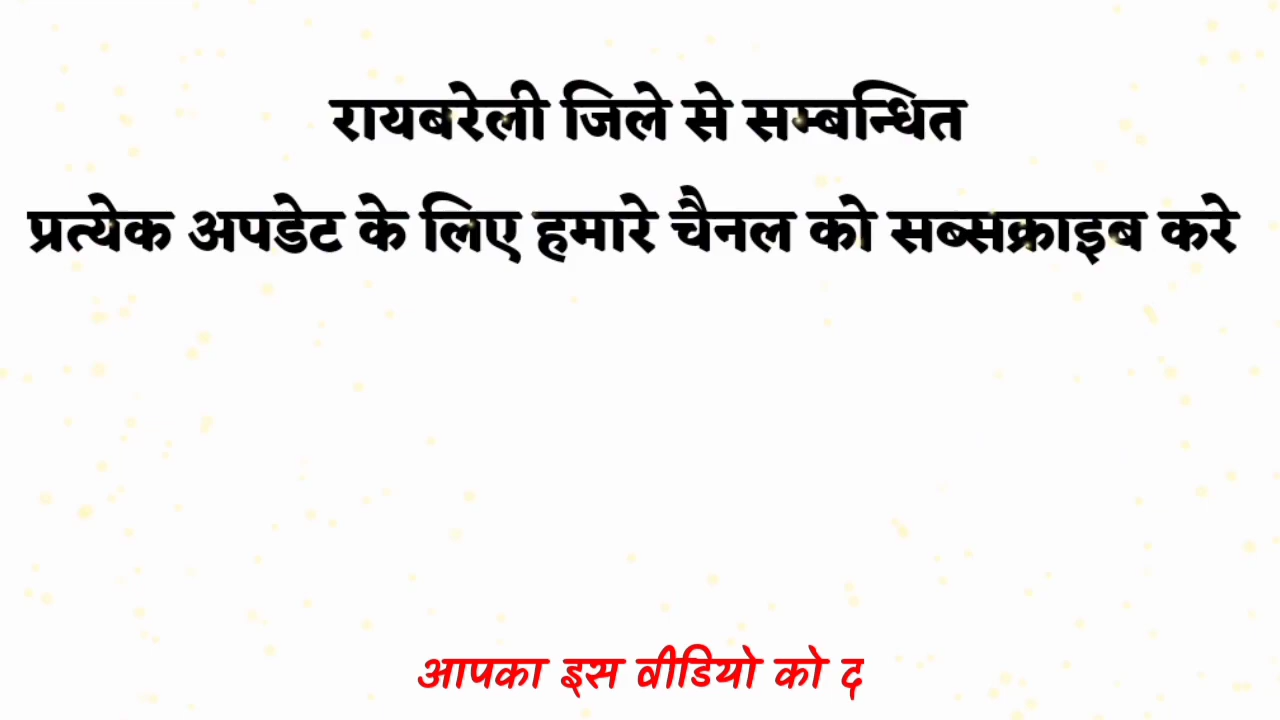 रायबरेली जिले से सम्बन्धित
प्रत्येक अपडेट के लिए हमारे चैनल को सब्सक्राइब करे
आपका इस वीडियो को द